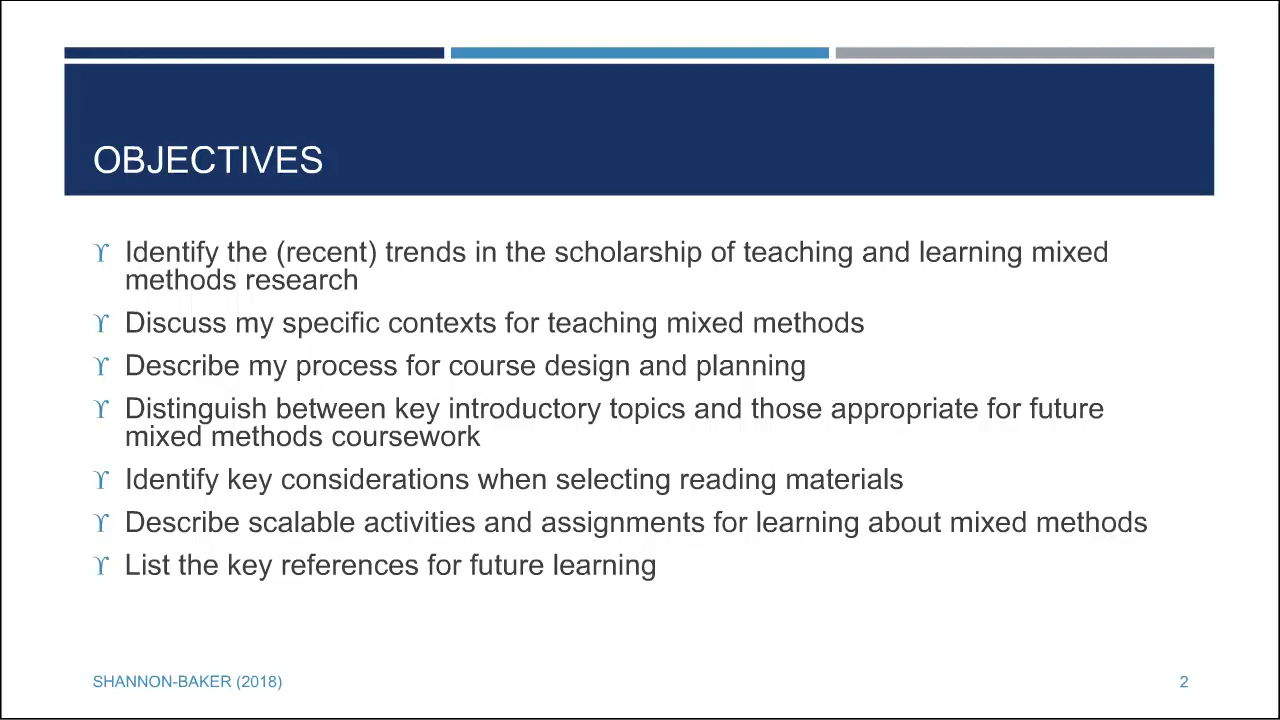 OBJECTIVES
ϒ Identify the (recent) trends in the scholarship of teaching and learning mixed
methods research
ϒ Discuss my specific contexts for teaching mixed methods
ϒ Describe my process for course design and planning
ϒ Distinguish between key introductory topics and those appropriate for future
mixed methods coursework
ϒ Identify key considerations when selecting reading materials
ϒ Describe scalable activities and assignments for learning about mixed methods
ϒ List the key references for future learning
SHANNON-BAKER (2018)
2